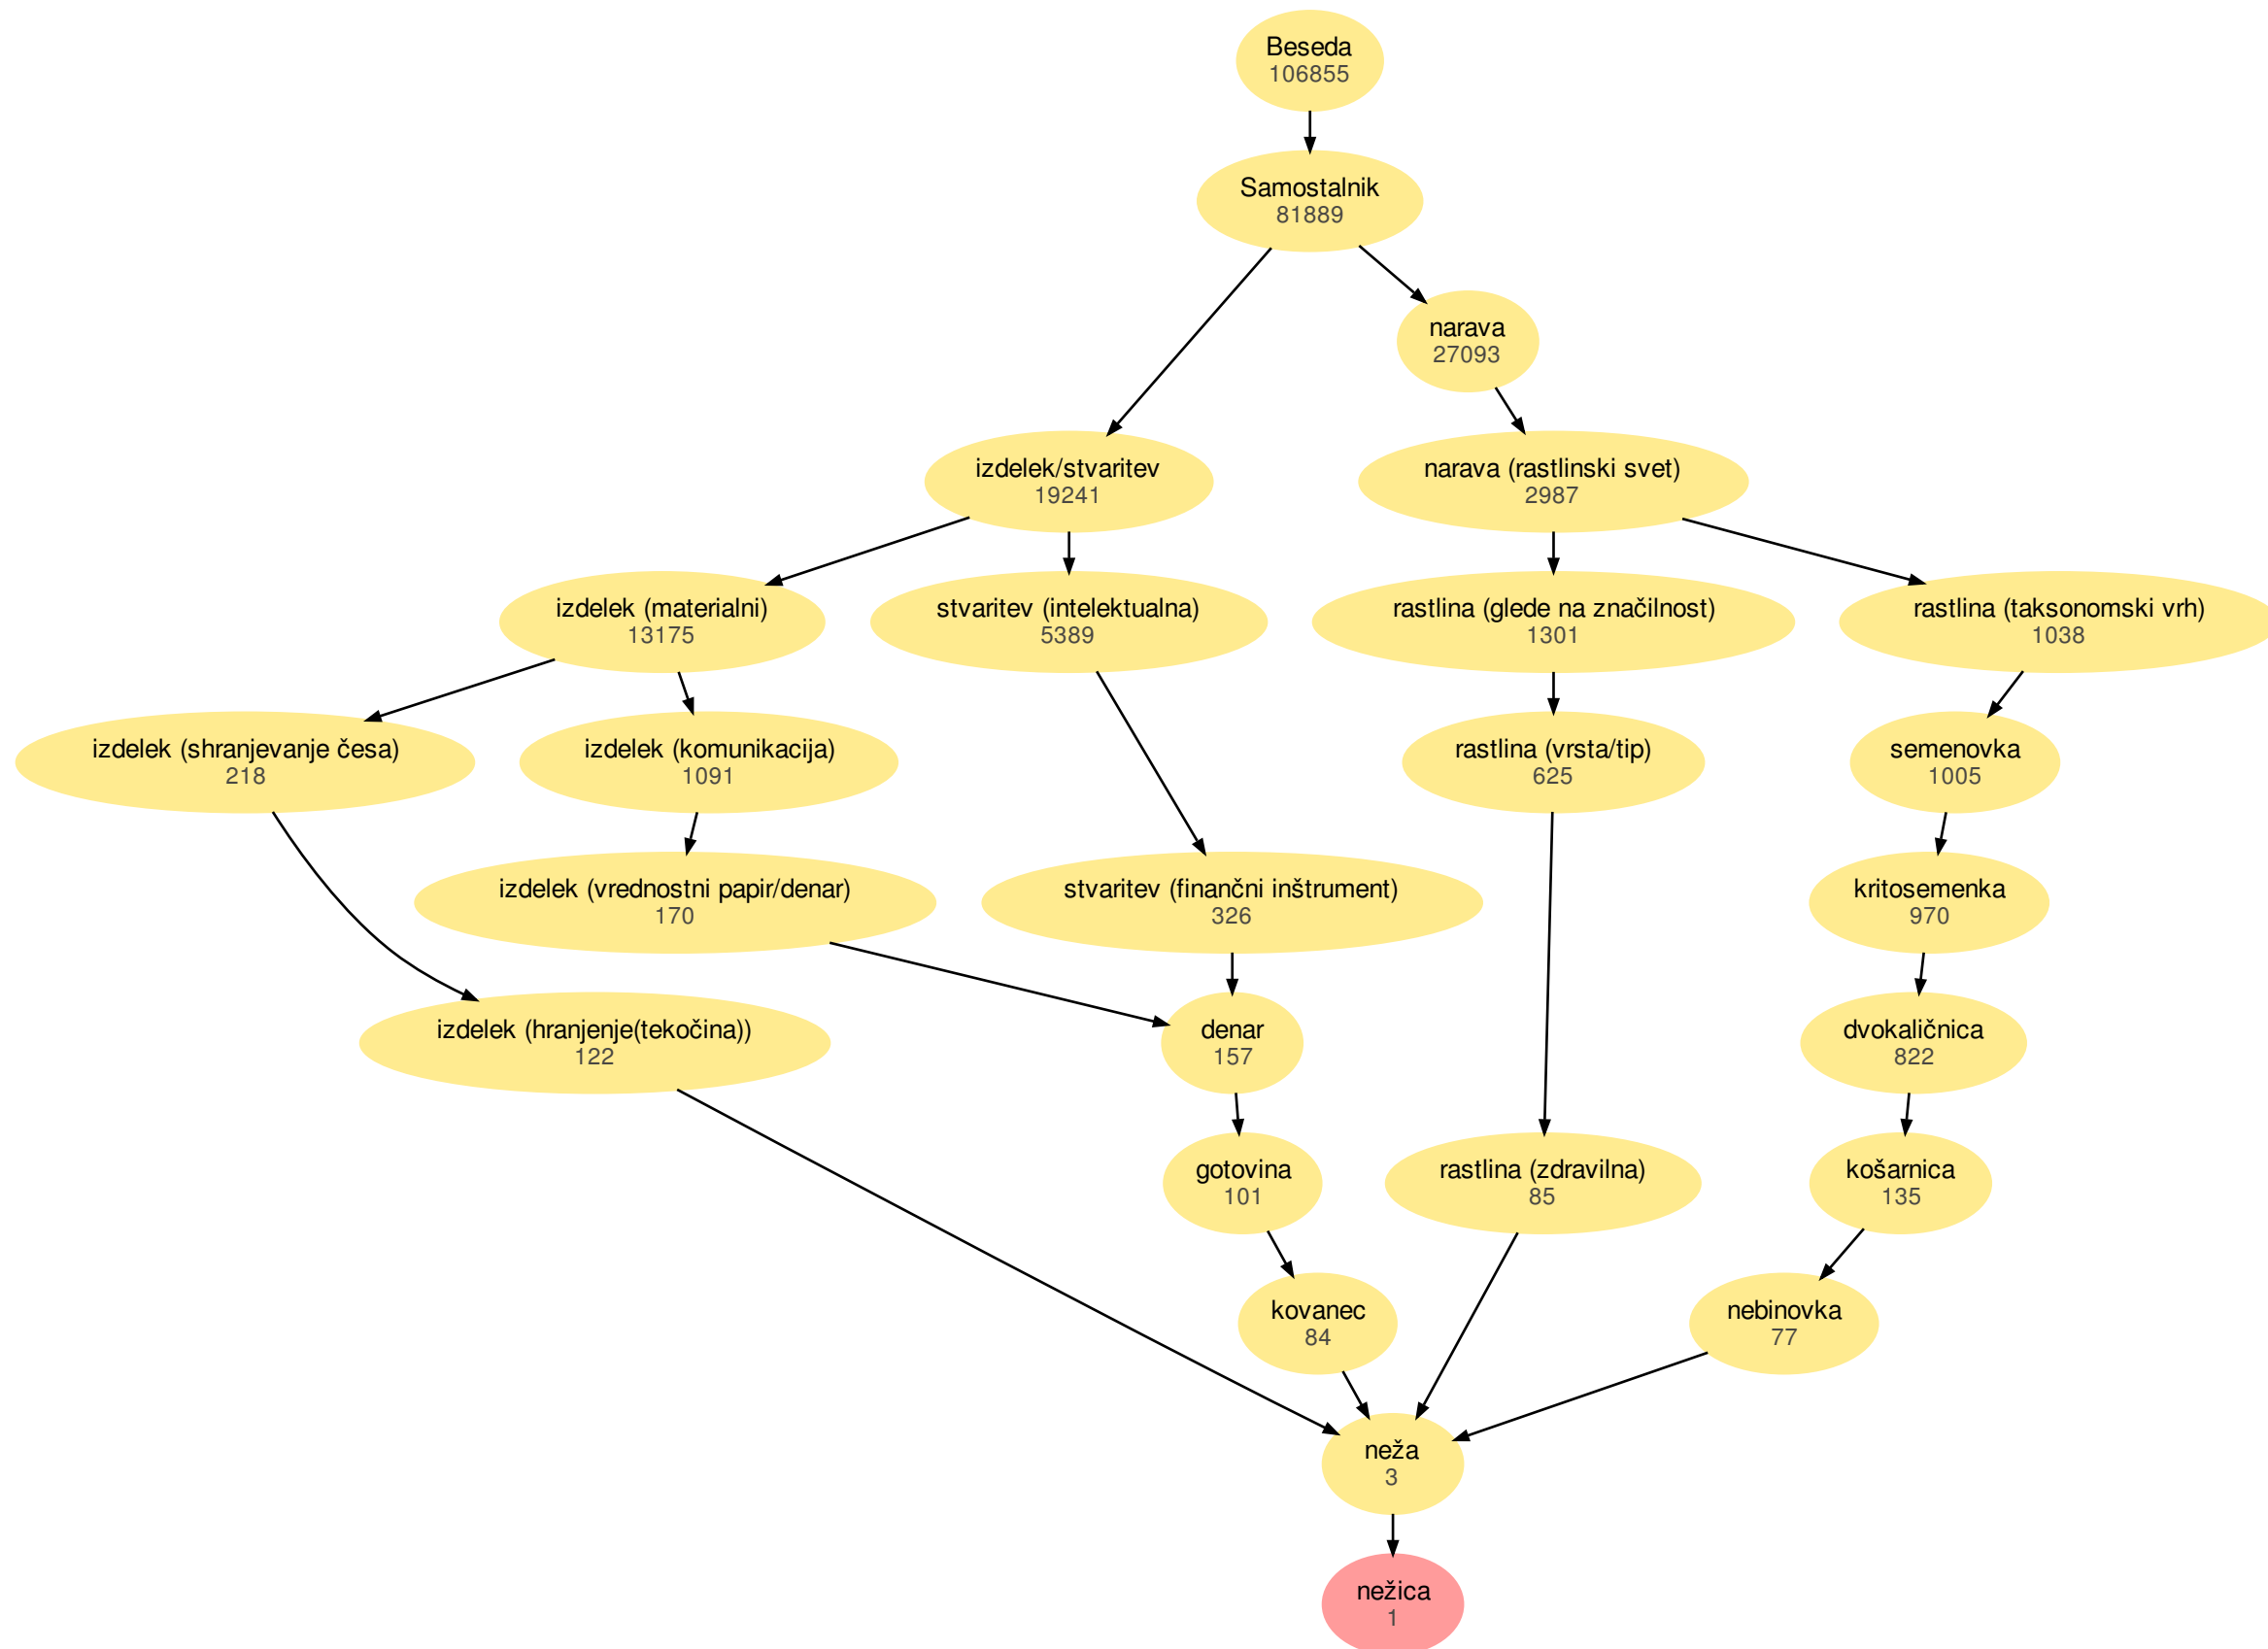 Beseda
106855
Samostalnik
81889
narava
27093
izdelek/stvaritev
19241
narava (rastlinski svet)
2987
izdelek (materialni)
13175
stvaritev (intelektualna)
5389
rastlina (glede na značilnost)
1301
rastlina (taksonomski vrh)
1038
izdelek (shranjevanje česa)
218
izdelek (komunikacija)
1091
rastlina (vrsta/tip)
625
semenovka
1005
izdelek (vrednostni papir/denar)
170
stvaritev (finančni inštrument)
326
kritosemenka
970
izdelek (hranjenje(tekočina))
122
denar
157
dvokaličnica
822
gotovina
101
rastlina (zdravilna)
85
košarnica
135
kovanec
84
nebinovka
77
neža
3
nežica
1